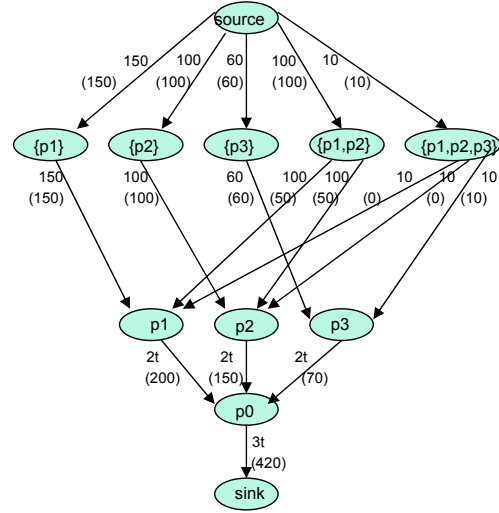 source
150 100 60 100 10
(150) (100) (60) (100) (10)
{p1} {p2} {p3} {p1,p2} {p1,p2,p3}
150 100 60 100 100 10 10 10
(150) (100) (60) (50) (50) (0) (0) (10)
p1 p2 p3
2t 2t 2t
(200) (150) (70)
p0
3t
(420)
sink